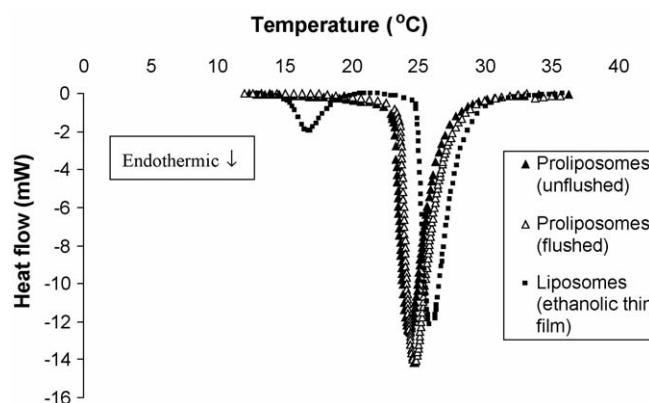 Temperature (°C)
0 5 10 15 20 25 30 35 40
0
-2
-4
-6
-8
-10
-12
-14
-16
Heat flow (mW)
Endothermic ↓
▲ Proliposomes
(unflushed)
△ Proliposomes
(flushed)
▪ Liposomes
(ethanolic thin
film)